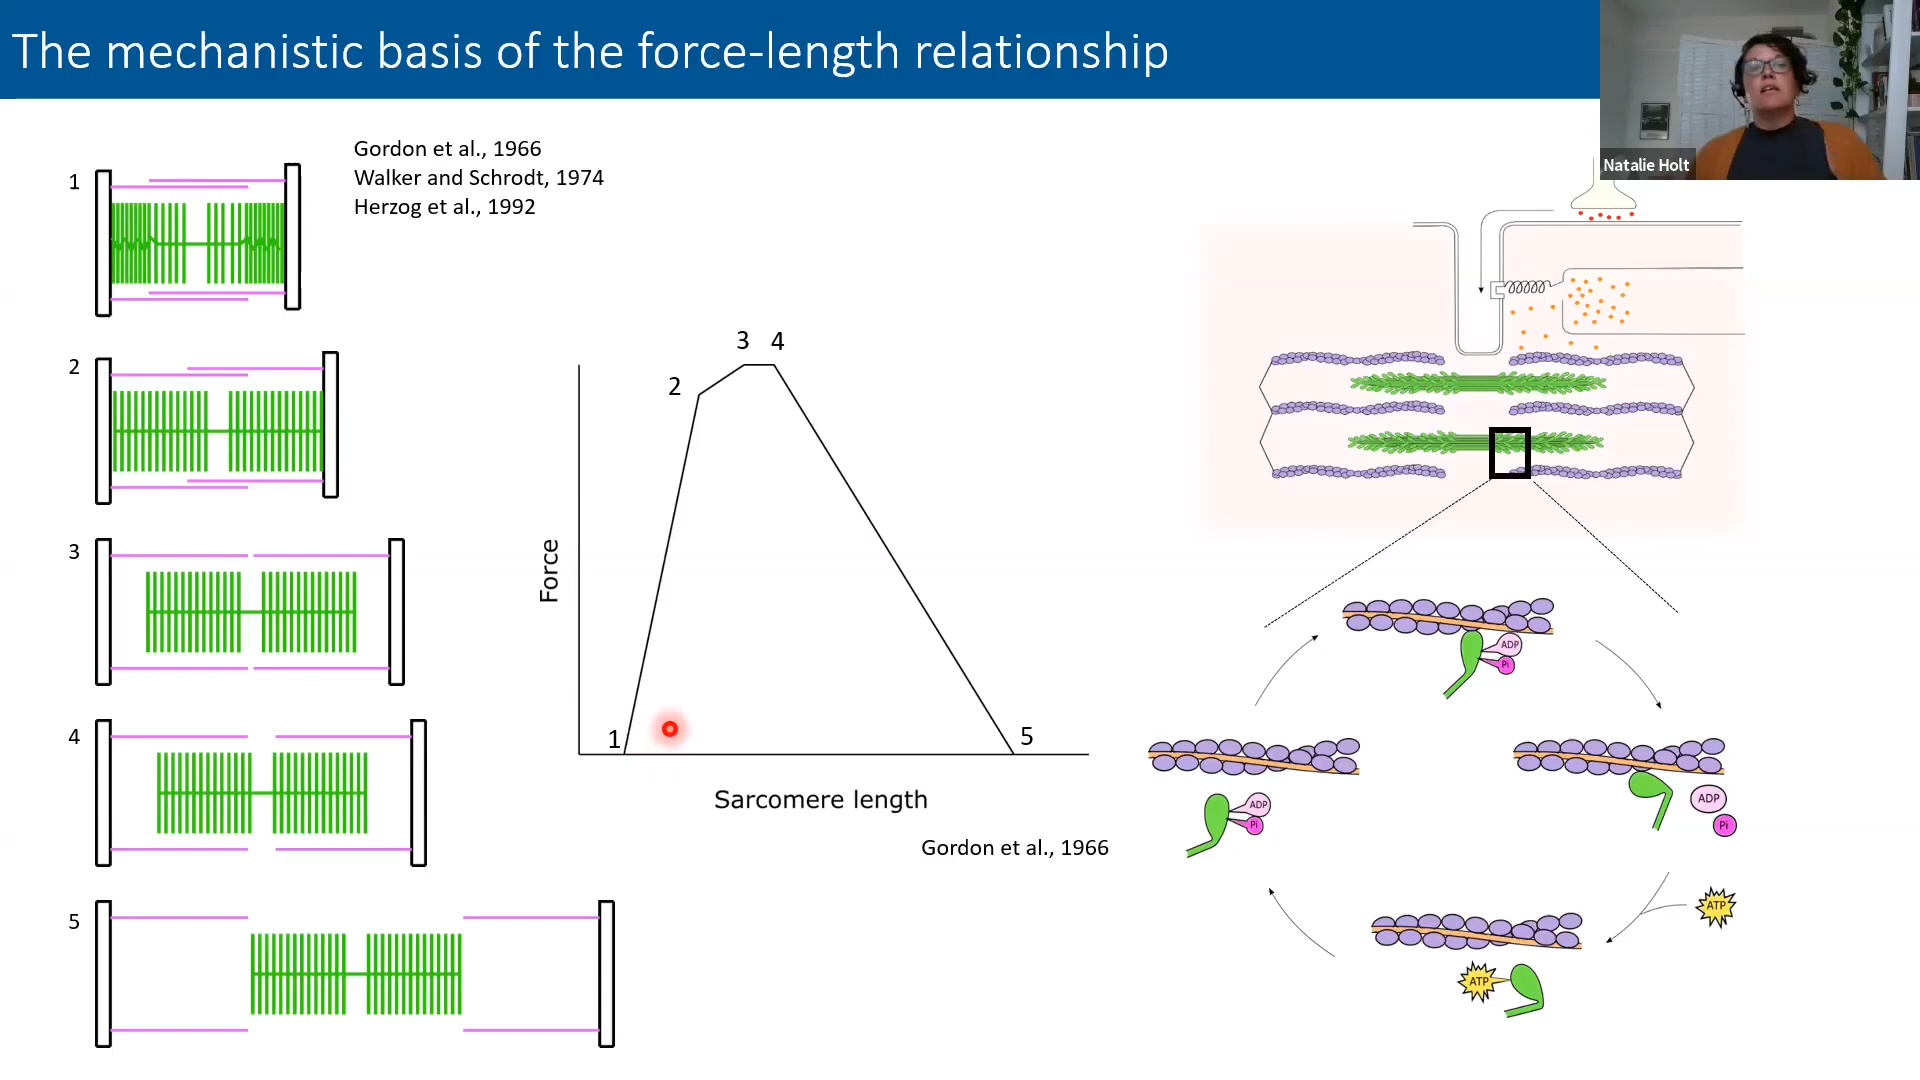 The mechanistic basis of the force-length relationship
Natalie Holt
Gordon et al., 1966
Walker and Schrodt, 1974
Herzog et al., 1992
1
2
3
4
5
3 4
2
1
5
Force
Sarcomere length
Gordon et al., 1966
ADP
Pi
ADP
Pi
ADP
Pi
ATP
ATP